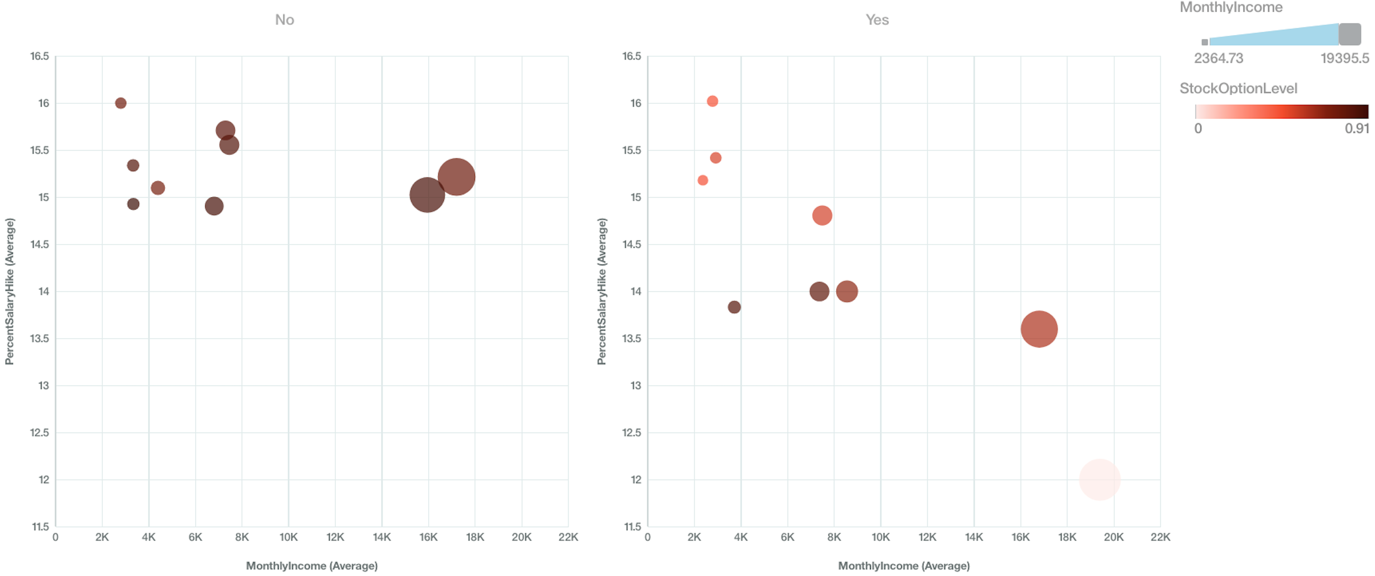 No
Yes
MonthlyIncome
2364.73 19395.5
StockOptionLevel
0 0.91
PercentSalaryHike (Average)
16.5
16
15.5
15
14.5
14
13.5
13
12.5
12
11.5
0 2K 4K 6K 8K 10K 12K 14K 16K 18K 20K 22K
MonthlyIncome (Average)
PercentSalaryHike (Average)
16.5
16
15.5
15
14.5
14
13.5
13
12.5
12
11.5
0 2K 4K 6K 8K 10K 12K 14K 16K 18K 20K 22K
MonthlyIncome (Average)